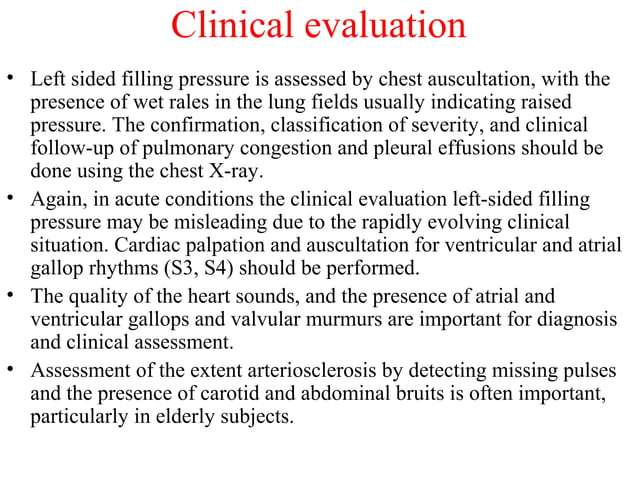 Clinical evaluation
• Left sided filling pressure is assessed by chest auscultation, with the
presence of wet rales in the lung fields usually indicating raised
pressure. The confirmation, classification of severity, and clinical
follow-up of pulmonary congestion and pleural effusions should be
done using the chest X-ray.
• Again, in acute conditions the clinical evaluation left-sided filling
pressure may be misleading due to the rapidly evolving clinical
situation. Cardiac palpation and auscultation for ventricular and atrial
gallop rhythms (S3, S4) should be performed.
• The quality of the heart sounds, and the presence of atrial and
ventricular gallops and valvular murmurs are important for diagnosis
and clinical assessment.
• Assessment of the extent arteriosclerosis by detecting missing pulses
and the presence of carotid and abdominal bruits is often important,
particularly in elderly subjects.